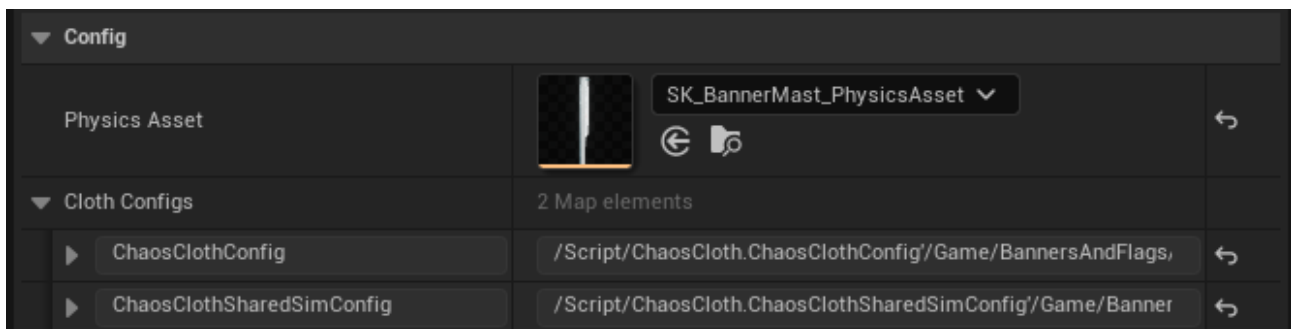 Config
Physics Asset
SK_BannerMast_PhysicsAsset
Cloth Configs
2 Map elements
ChaosClothConfig
/Script/ChaosCloth.ChaosClothConfig'/Game/BannersAndFlags/
ChaosClothSharedSimConfig
/Script/ChaosCloth.ChaosClothSharedSimConfig'/Game/Banner